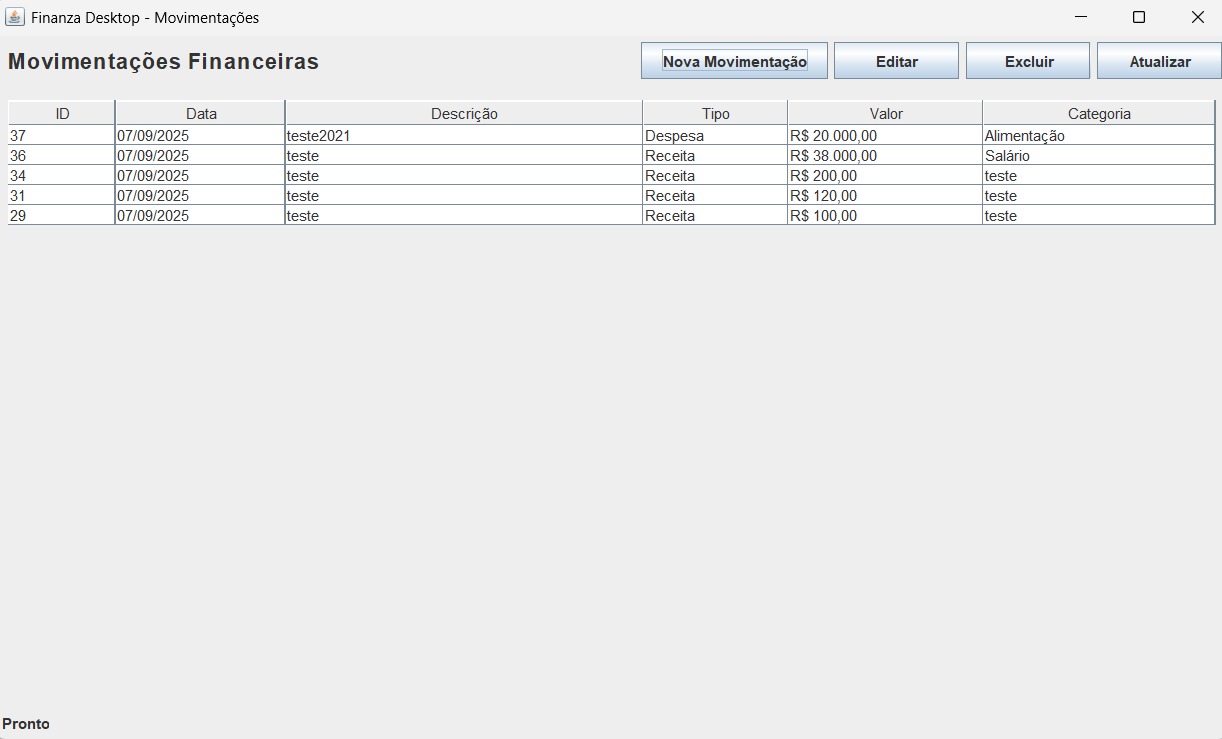 Finanza Desktop - Movimentações
Movimentações Financeiras Nova Movimentação Editar Excluir Atualizar
ID Data Descrição Tipo Valor Categoria
37 07/09/2025 teste2021 Despesa R$ 20.000,00 Alimentação
36 07/09/2025 teste Receita R$ 38.000,00 Salário
34 07/09/2025 teste Receita R$ 200,00 teste
31 07/09/2025 teste Receita R$ 120,00 teste
29 07/09/2025 teste Receita R$ 100,00 teste
Pronto